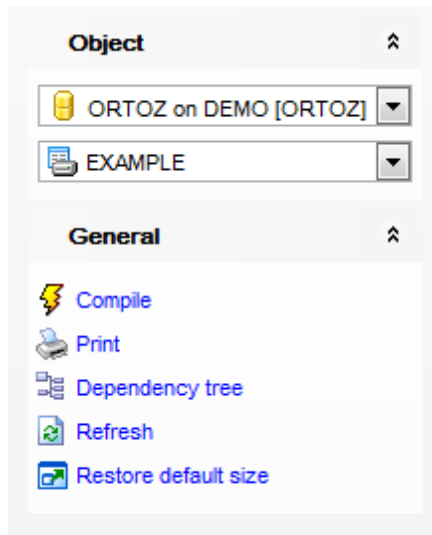 Object
ORTOZ on DEMO [ORTOZ]
EXAMPLE
General
Compile
Print
Dependency tree
Refresh
Restore default size